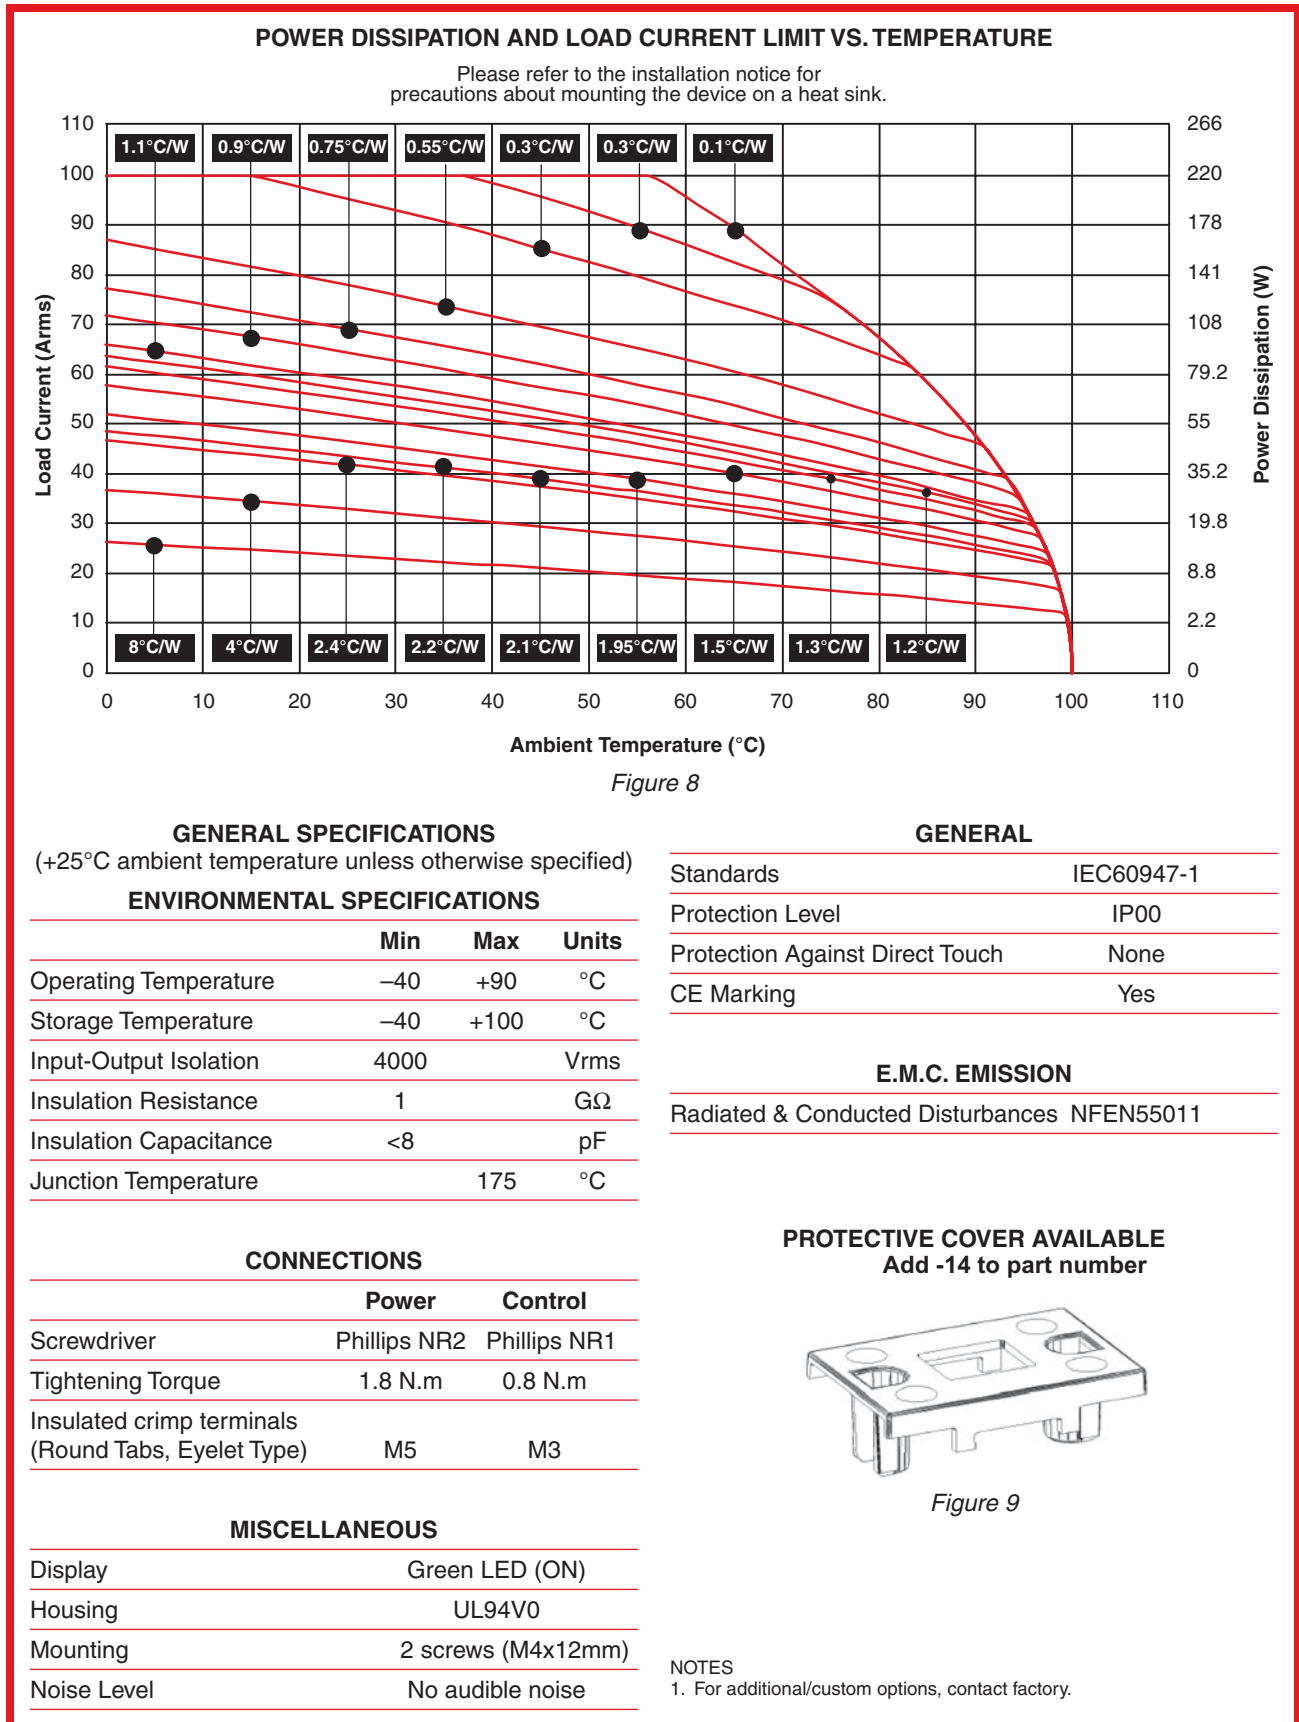 POWER DISSIPATION AND LOAD CURRENT LIMIT VS. TEMPERATURE
Please refer to the installation notice for
precautions about mounting the device on a heat sink.
110
100
90
80
70
60
50
40
30
20
10
0
Load Current (Arms)
1.1°C/W 0.9°C/W 0.75°C/W 0.55°C/W 0.3°C/W 0.3°C/W 0.1°C/W
8°C/W 4°C/W 2.4°C/W 2.2°C/W 2.1°C/W 1.95°C/W 1.5°C/W 1.3°C/W 1.2°C/W
266
220
178
141
108
79.2
55
35.2
19.8
8.8
2.2
0
Power Dissipation (W)
0 10 20 30 40 50 60 70 80 90 100 110
Ambient Temperature (°C)
Figure 8
GENERAL SPECIFICATIONS
(+25°C ambient temperature unless otherwise specified)
ENVIRONMENTAL SPECIFICATIONS
Min Max Units
Operating Temperature –40 +90 °C
Storage Temperature –40 +100 °C
Input-Output Isolation 4000 Vrms
Insulation Resistance 1 GΩ
Insulation Capacitance <8 pF
Junction Temperature 175 °C
CONNECTIONS
Power Control
Screwdriver Phillips NR2 Phillips NR1
Tightening Torque 1.8 N.m 0.8 N.m
Insulated crimp terminals
(Round Tabs, Eyelet Type) M5 M3
MISCELLANEOUS
Display Green LED (ON)
Housing UL94V0
Mounting 2 screws (M4x12mm)
Noise Level No audible noise
GENERAL
Standards IEC60947-1
Protection Level IP00
Protection Against Direct Touch None
CE Marking Yes
E.M.C. EMISSION
Radiated & Conducted Disturbances NFEN55011
PROTECTIVE COVER AVAILABLE
Add -14 to part number
Figure 9
NOTES
1. For additional/custom options, contact factory.